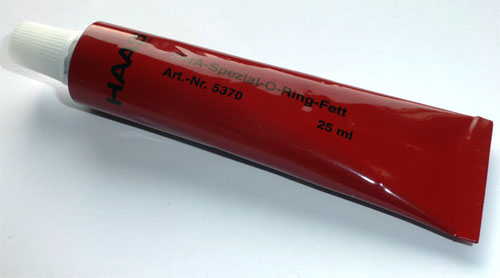 HAA
-Spezial-O-Ring-Fett
Art.-Nr. 5370
25 ml